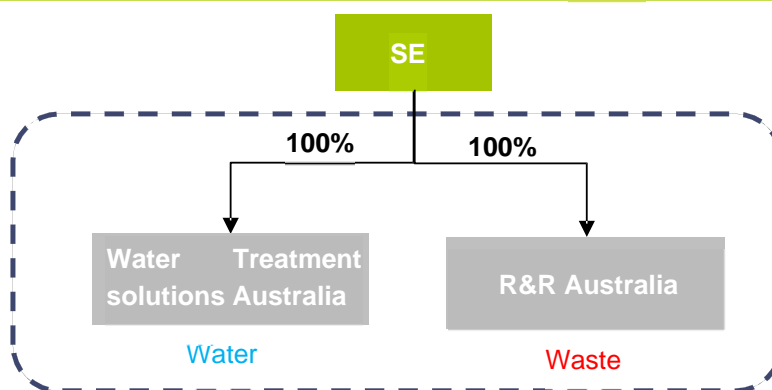 SE
100%
100%
Water Treatment
solutions Australia
R&R Australia
Water
Waste